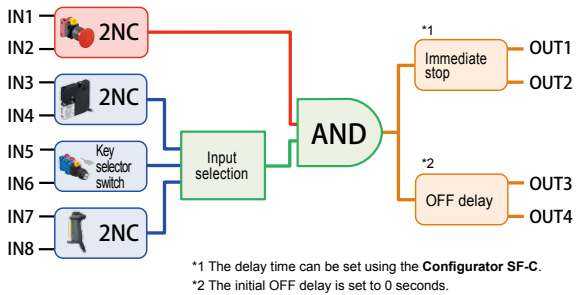 IN1
2NC
IN2
IN3
2NC
IN4
IN5
Key
selector
switch
IN6
IN7
2NC
IN8
Input
selection
AND
*1
Immediate
stop
OUT1
OUT2
*2
OFF delay
OUT3
OUT4
*1 The delay time can be set using the Configurator SF-C.
*2 The initial OFF delay is set to 0 seconds.